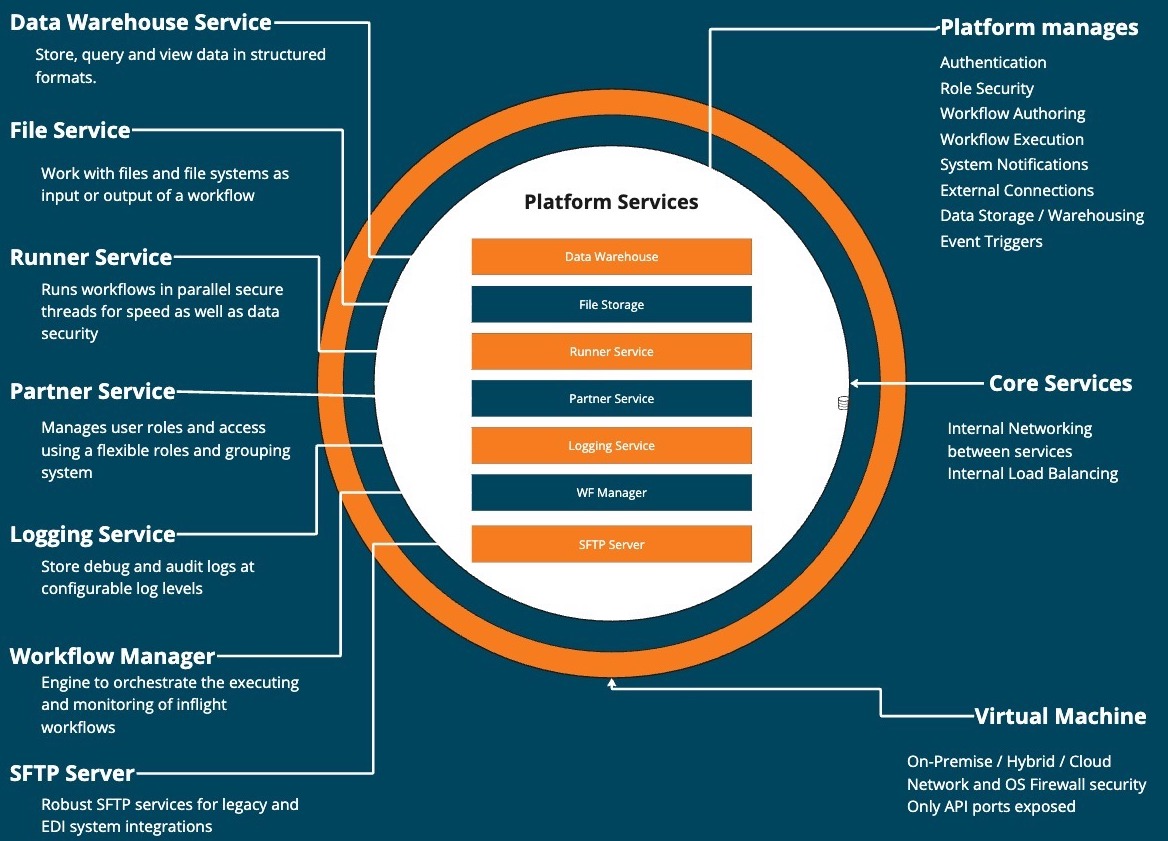 Data Warehouse Service
Store, query and view data in structured
formats.
File Service
Work with files and file systems as
input or output of a workflow
Runner Service
Runs workflows in parallel secure
threads for speed as well as data
security
Partner Service
Manages user roles and access
using a flexible roles and grouping
system
Logging Service
Store debug and audit logs at
configurable log levels
Workflow Manager
Engine to orchestrate the executing
and monitoring of inflight
workflows
SFTP Server
Robust SFTP services for legacy and
EDI system integrations
Platform Services
Data Warehouse
File Storage
Runner Service
Partner Service
Logging Service
WF Manager
SFTP Server
Platform manages
Authentication
Role Security
Workflow Authoring
Workflow Execution
System Notifications
External Connections
Data Storage / Warehousing
Event Triggers
Core Services
Internal Networking
between services
Internal Load Balancing
Virtual Machine
On-Premise / Hybrid / Cloud
Network and OS Firewall security
Only API ports exposed